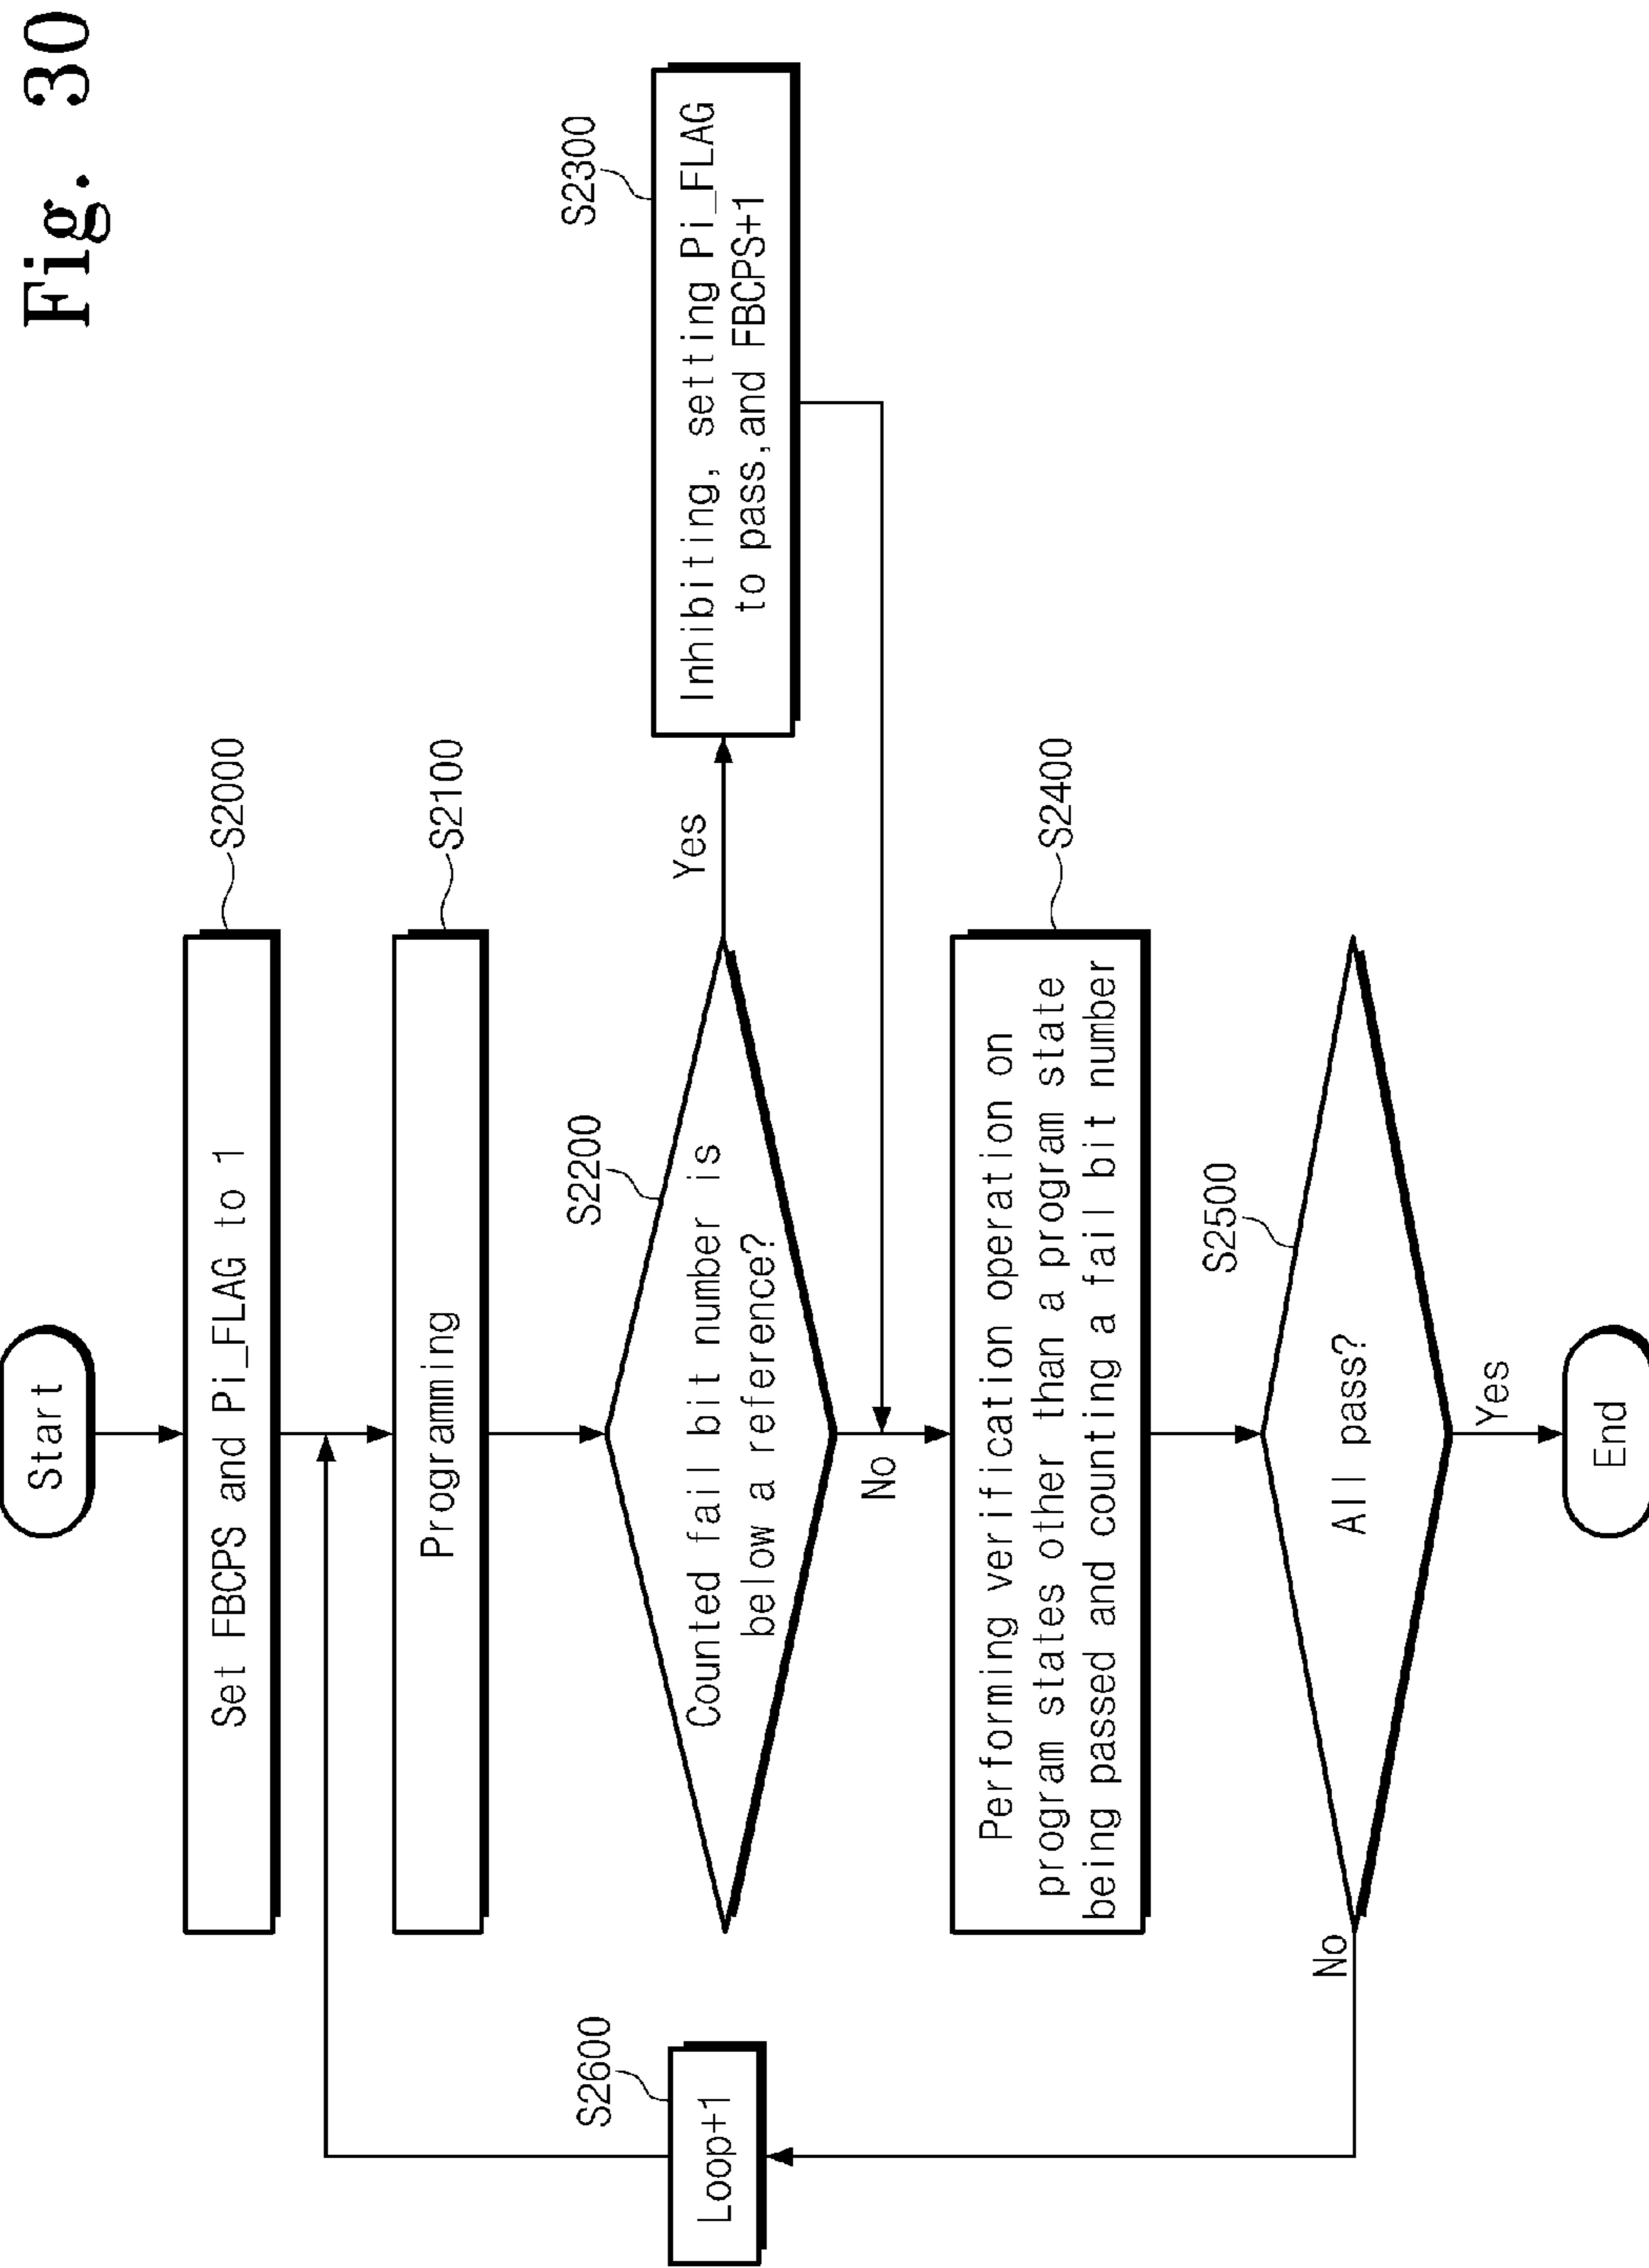 Fig. 30
Start
Set FBCPS and Pi_FLAG to 1
S2000
Programming
S2100
S2200
Counted fail bit number is
below a reference?
Yes
S2300
Inhibiting, setting Pi_FLAG
to pass,and FBCPS+1
No
S2400
Performing verification operation on
program states other than a program state
being passed and counting a fail bit number
S2500
All pass?
No
S2600
Loop+1
Yes
End